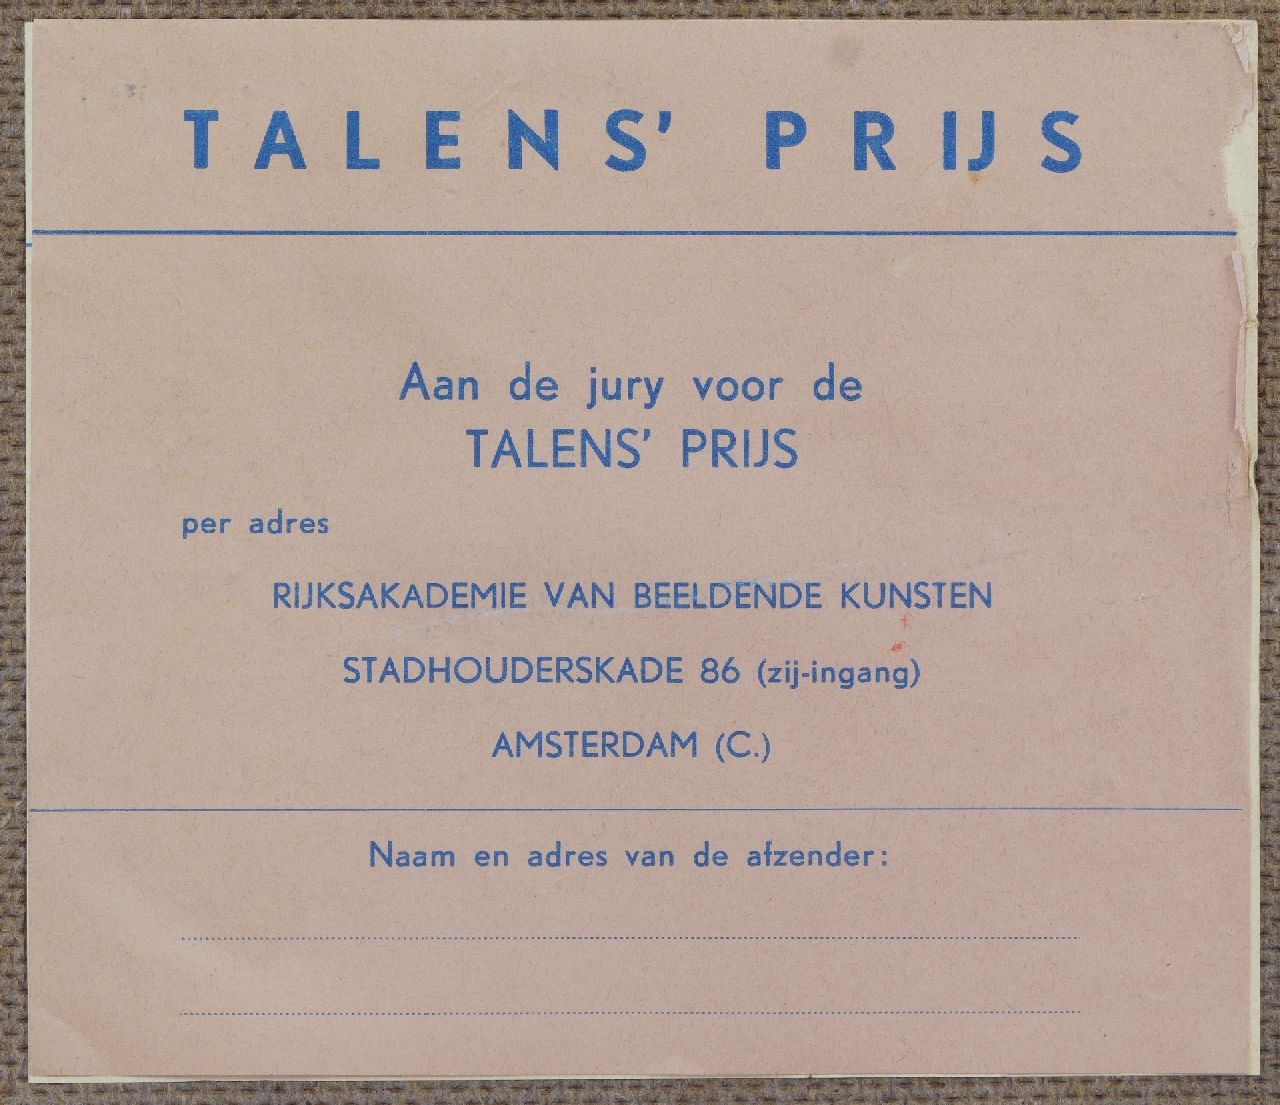 TALENS' PRIJS
Aan de jury voor de
TALENS' PRIJS
per adres
RIJKSAKADEMIE VAN BEELDENDE KUNSTEN
STADHOUDERSKADE 86 (zij-ingang)
AMSTERDAM (C.)
Naam en adres van de afzender: